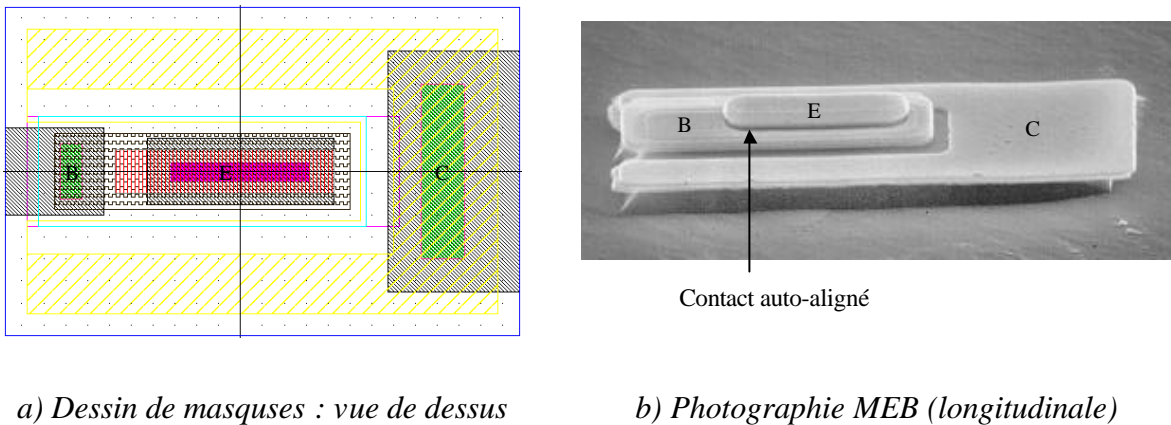 B
E
C
B
E
C
Contact auto-aligné
a) Dessin de masquses : vue de dessus
b) Photographie MEB (longitudinale)